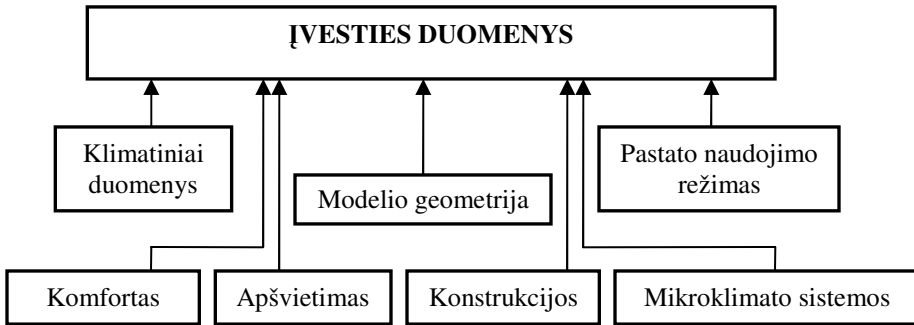 ĮVESTIES DUOMENYS
Klimatiniai
duomenys
Modelio geometrija
Pastato naudojimo
režimas
Komfortas
Apšvietimas
Konstrukcijos
Mikroklimato sistemos